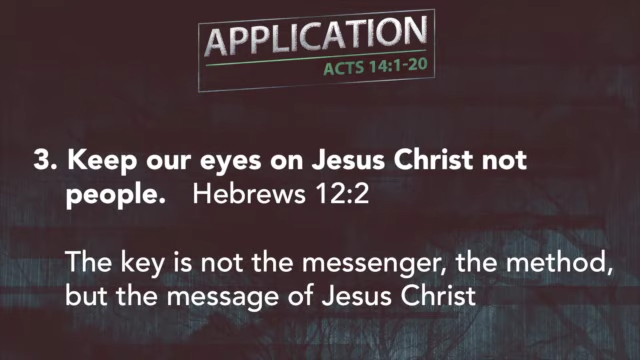 APPLICATION
ACTS 14:1-20
3. Keep our eyes on Jesus Christ not
people. Hebrews 12:2
The key is not the messenger, the method,
but the message of Jesus Christ